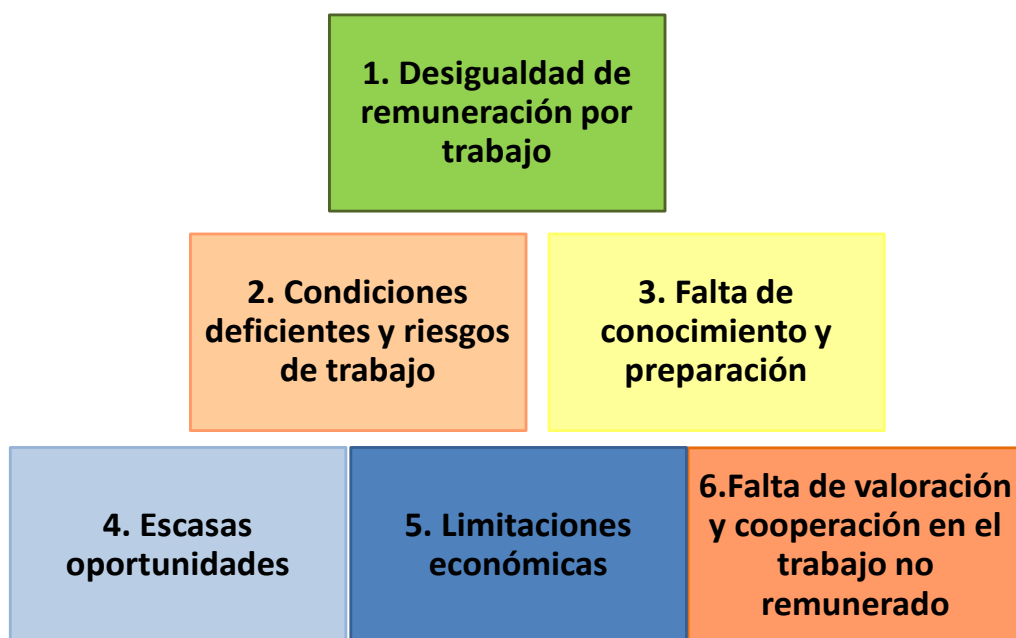 1. Desigualdad de
remuneración por
trabajo
2. Condiciones
deficientes y riesgos
de trabajo
3. Falta de
conocimiento y
preparación
4. Escasas
oportunidades
5. Limitaciones
económicas
6.Falta de valoración
y cooperación en el
trabajo no
remunerado